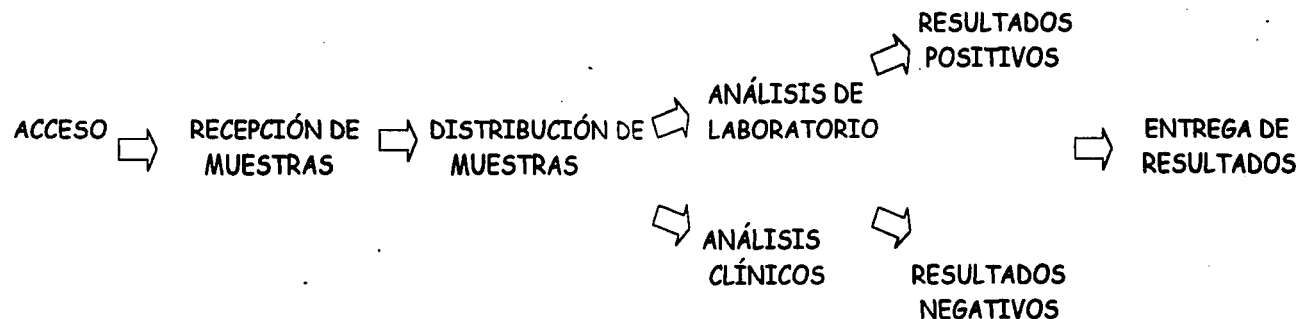 ACCESO
RECEPCIÓN DE
MUESTRAS
DISTRIBUCIÓN DE
MUESTRAS
ANÁLISIS DE
LABORATORIO
ANÁLISIS
CLÍNICOS
RESULTADOS
POSITIVOS
RESULTADOS
NEGATIVOS
ENTREGA DE
RESULTADOS